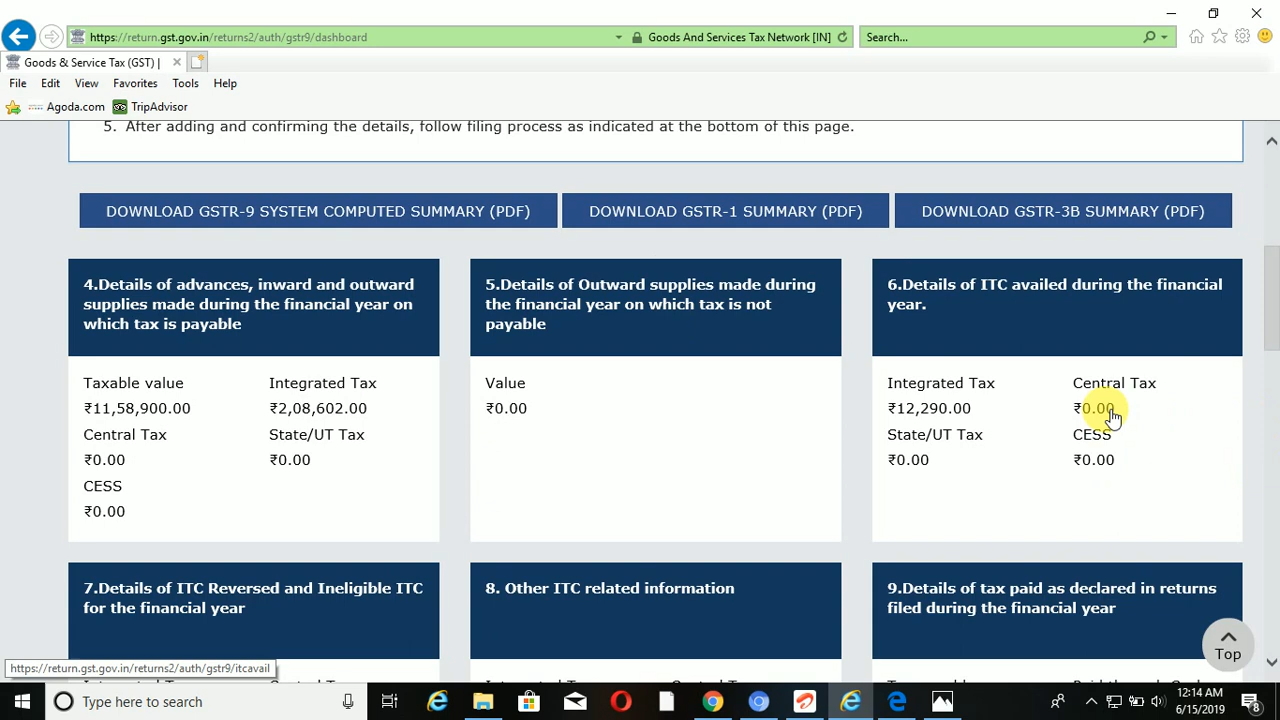 https://return.gst.gov.in/returns2/auth/gstr9/dashboard
Goods And Services Tax Network [IN]
Search...
Goods & Service Tax (GST) |
File Edit View Favorites Tools Help
Agoda.com TripAdvisor
5. After adding and confirming the details, follow filing process as indicated at the bottom of this page.
DOWNLOAD GSTR-9 SYSTEM COMPUTED SUMMARY (PDF)
DOWNLOAD GSTR-1 SUMMARY (PDF)
DOWNLOAD GSTR-3B SUMMARY (PDF)
4.Details of advances, inward and outward
supplies made during the financial year on
which tax is payable
Taxable value Integrated Tax
₹11,58,900.00 ₹2,08,602.00
Central Tax State/UT Tax
₹0.00 ₹0.00
CESS
₹0.00
5.Details of Outward supplies made during
the financial year on which tax is not
payable
Value
₹0.00
6.Details of ITC availed during the financial
year.
Integrated Tax Central Tax
₹12,290.00 ₹0.00
State/UT Tax CESS
₹0.00 ₹0.00
7.Details of ITC Reversed and Ineligible ITC
for the financial year
8. Other ITC related information
9.Details of tax paid as declared in returns
filed during the financial year
Top
https://return.gst.gov.in/returns2/auth/gstr9/itcavail
Type here to search
12:14 AM
6/15/2019
8